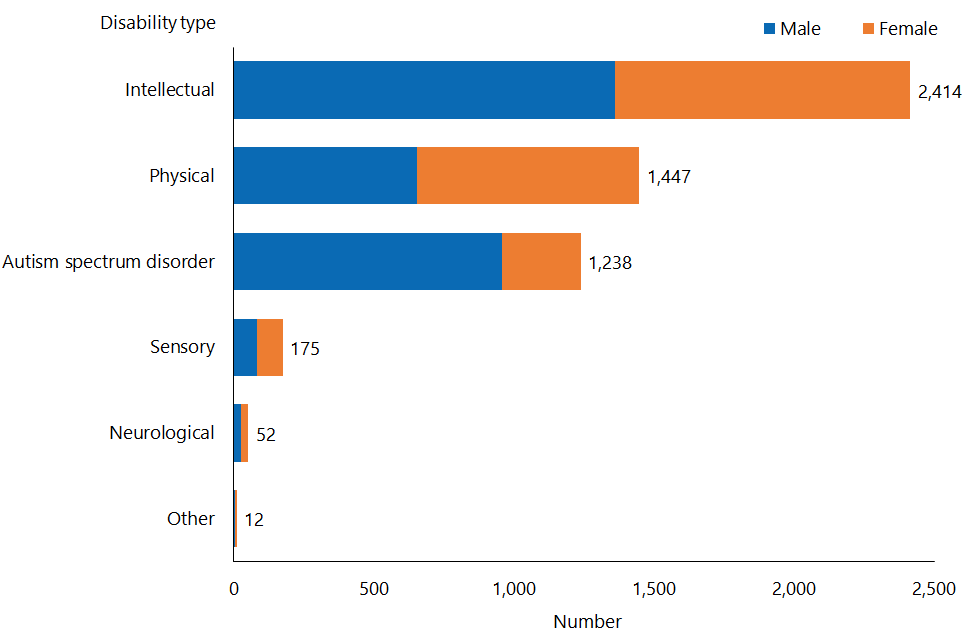 Disability type
Male Female
Intellectual 2,414
Physical 1,447
Autism spectrum disorder 1,238
Sensory 175
Neurological 52
Other 12
0 500 1,000 1,500 2,000 2,500
Number